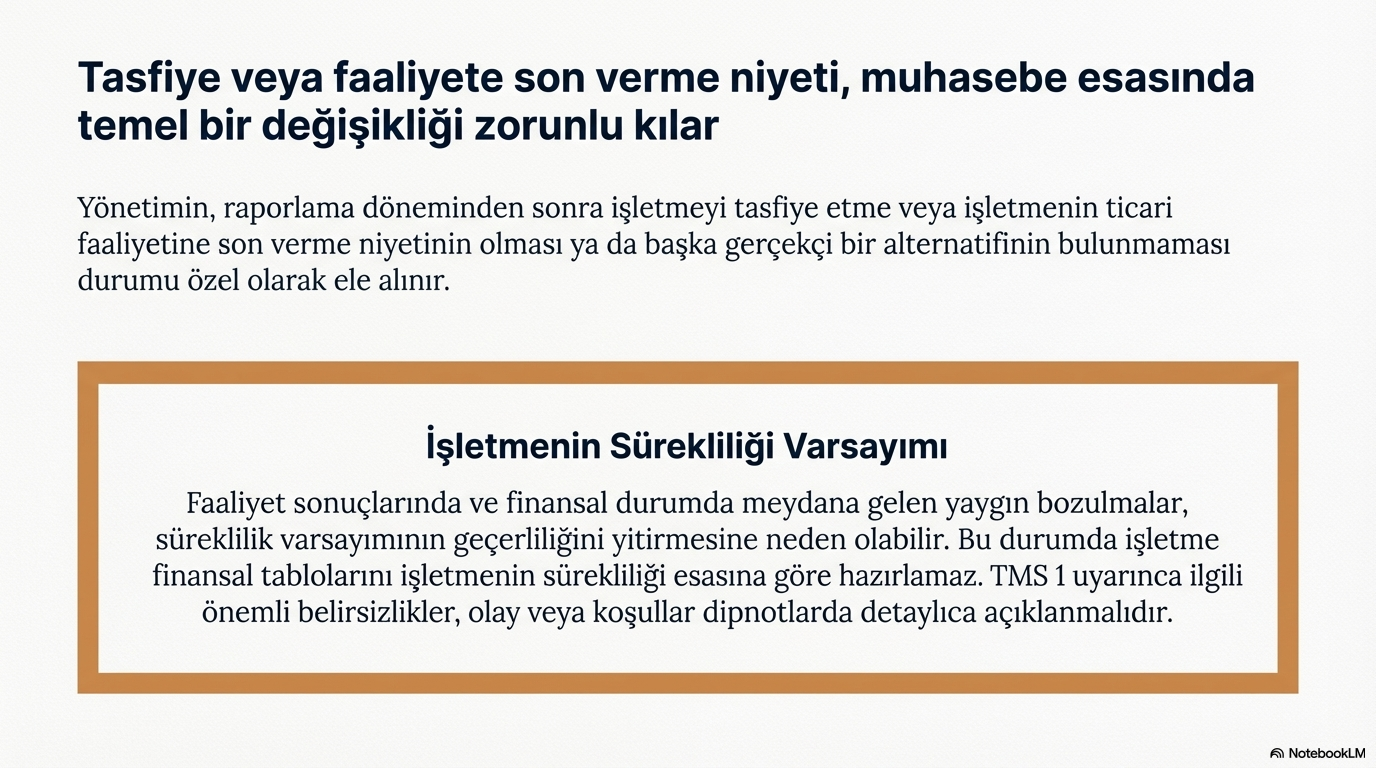 Tasfiye veya faaliyete son verme niyeti, muhasebe esasında
temel bir değişikliği zorunlu kılar
Yönetimin, raporlama döneminden sonra işletmeyi tasfiye etme veya işletmenin ticari
faaliyetine son verme niyetinin olması ya da başka gerçekçi bir alternatifinin bulunmaması
durumu özel olarak ele alınır.
İşletmenin Sürekliliği Varsayımı
Faaliyet sonuçlarında ve finansal durumda meydana gelen yaygın bozulmalar,
süreklilik varsayımının geçerliliğini yitirmesine neden olabilir. Bu durumda işletme
finansal tablolarını işletmenin sürekliliği esasına göre hazırlamaz. TMS 1 uyarınca ilgili
önemli belirsizlikler, olay veya koşullar dipnotlarda detaylıca açıklanmalıdır.
NotebookLM